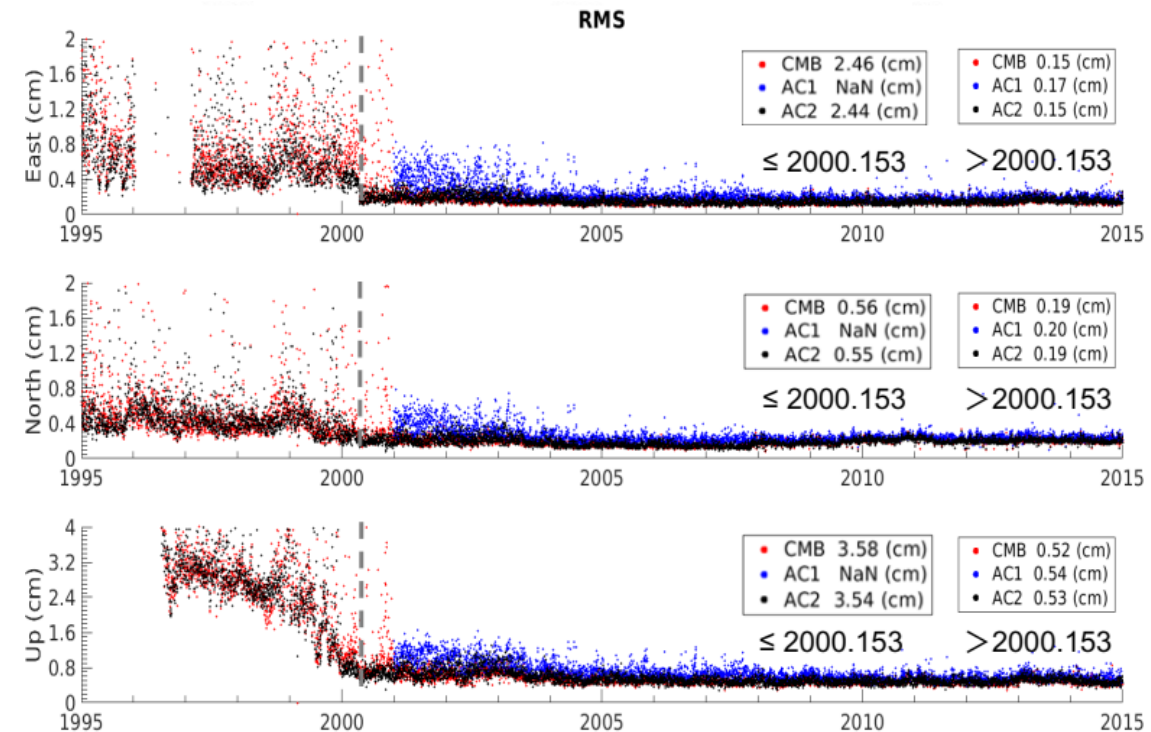 RMS
East (cm)
2
1.6
1.2
0.8
0.4
0
CMB 2.46 (cm)
AC1 NaN (cm)
AC2 2.44 (cm)
≤ 2000.153
CMB 0.15 (cm)
AC1 0.17 (cm)
AC2 0.15 (cm)
>2000.153
1995 2000 2005 2010 2015
North (cm)
2
1.6
1.2
0.8
0.4
0
CMB 0.56 (cm)
AC1 NaN (cm)
AC2 0.55 (cm)
≤ 2000.153
CMB 0.19 (cm)
AC1 0.20 (cm)
AC2 0.19 (cm)
>2000.153
1995 2000 2005 2010 2015
Up (cm)
4
3.2
2.4
1.6
0.8
0
CMB 3.58 (cm)
AC1 NaN (cm)
AC2 3.54 (cm)
≤ 2000.153
CMB 0.52 (cm)
AC1 0.54 (cm)
AC2 0.53 (cm)
>2000.153
1995 2000 2005 2010 2015